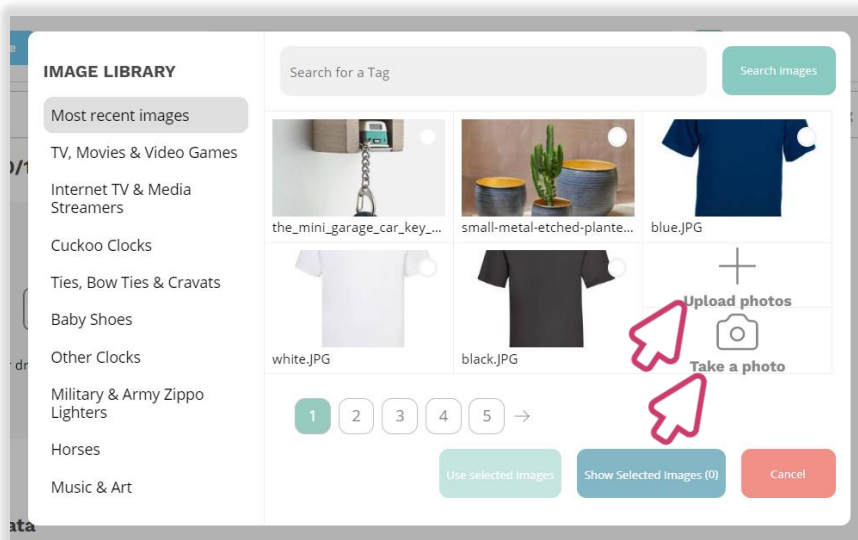 IMAGE LIBRARY
Search for a Tag
Search images
Most recent images
TV, Movies & Video Games
Internet TV & Media
Streamers
Cuckoo Clocks
Ties, Bow Ties & Cravats
Baby Shoes
Other Clocks
Military & Army Zippo
Lighters
Horses
Music & Art
the_mini_garage_car_key_...
small-metal-etched-plante...
blue.JPG
white.JPG
black.JPG
Upload photos
Take a photo
1 2 3 4 5 →
Use selected images
Show Selected Images (0)
Cancel